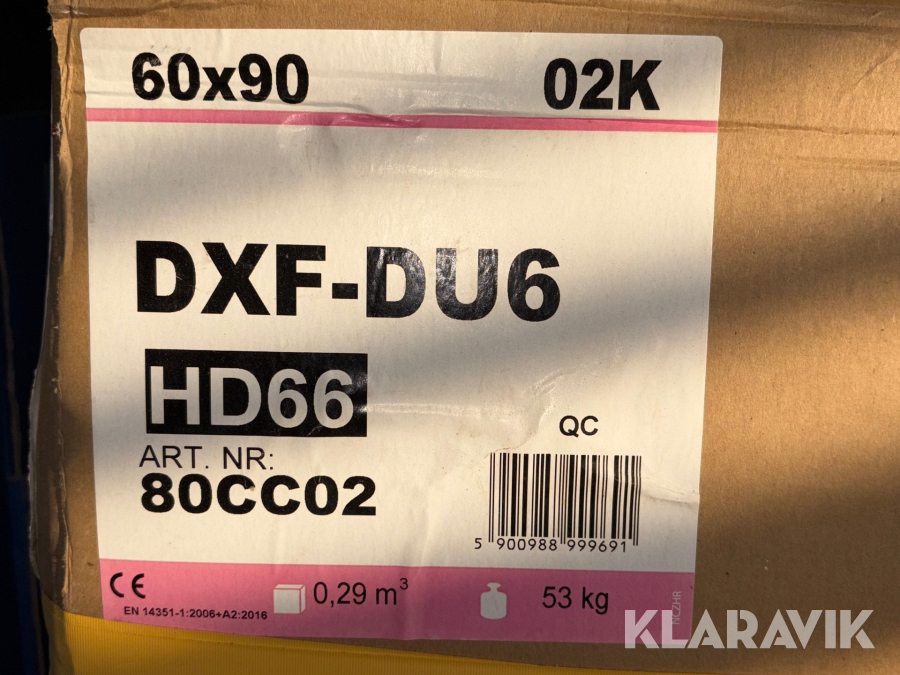 60x90 02K
DXF-DU6
HD66
ART. NR:
80CC02
QC
5 900988 999691
CE
EN 14351-1:2006+A2:2016
0,29 m³
53 kg
NCZHR
KLARAVIK